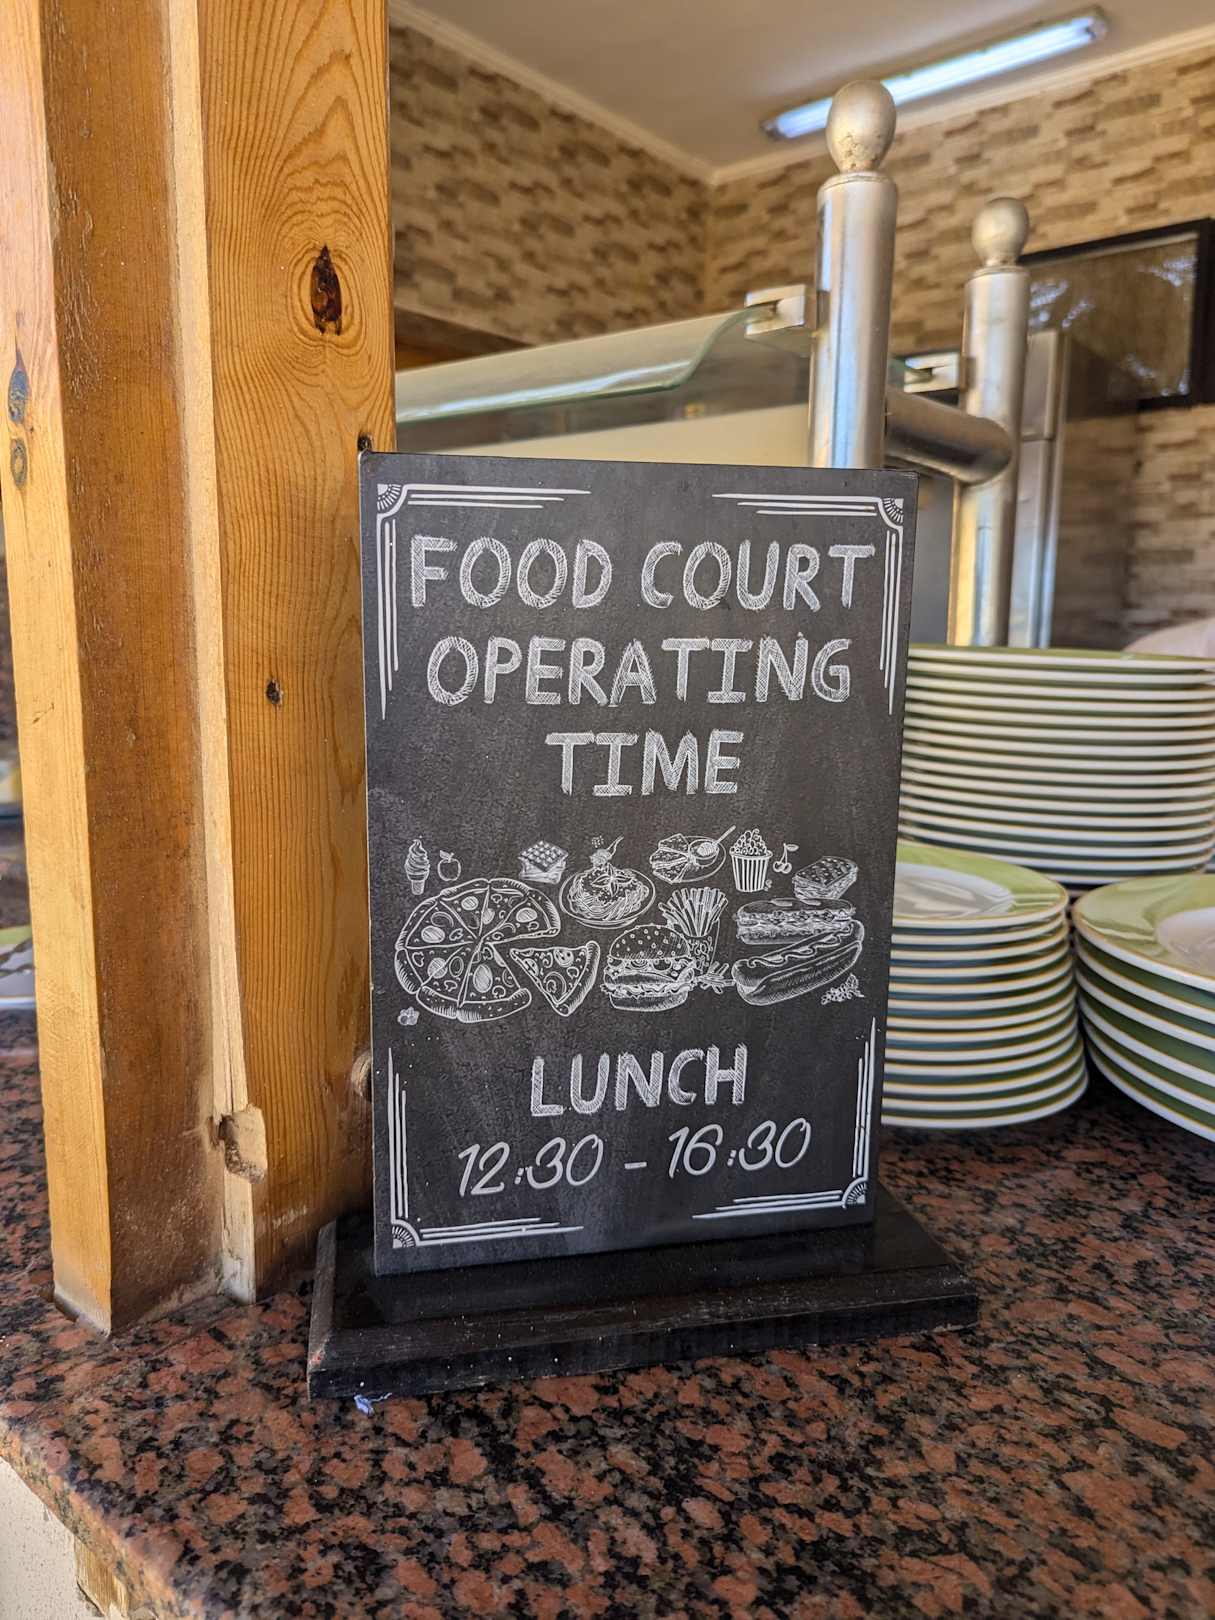 FOOD COURT
OPERATING
TIME
LUNCH
12:30 - 16:30